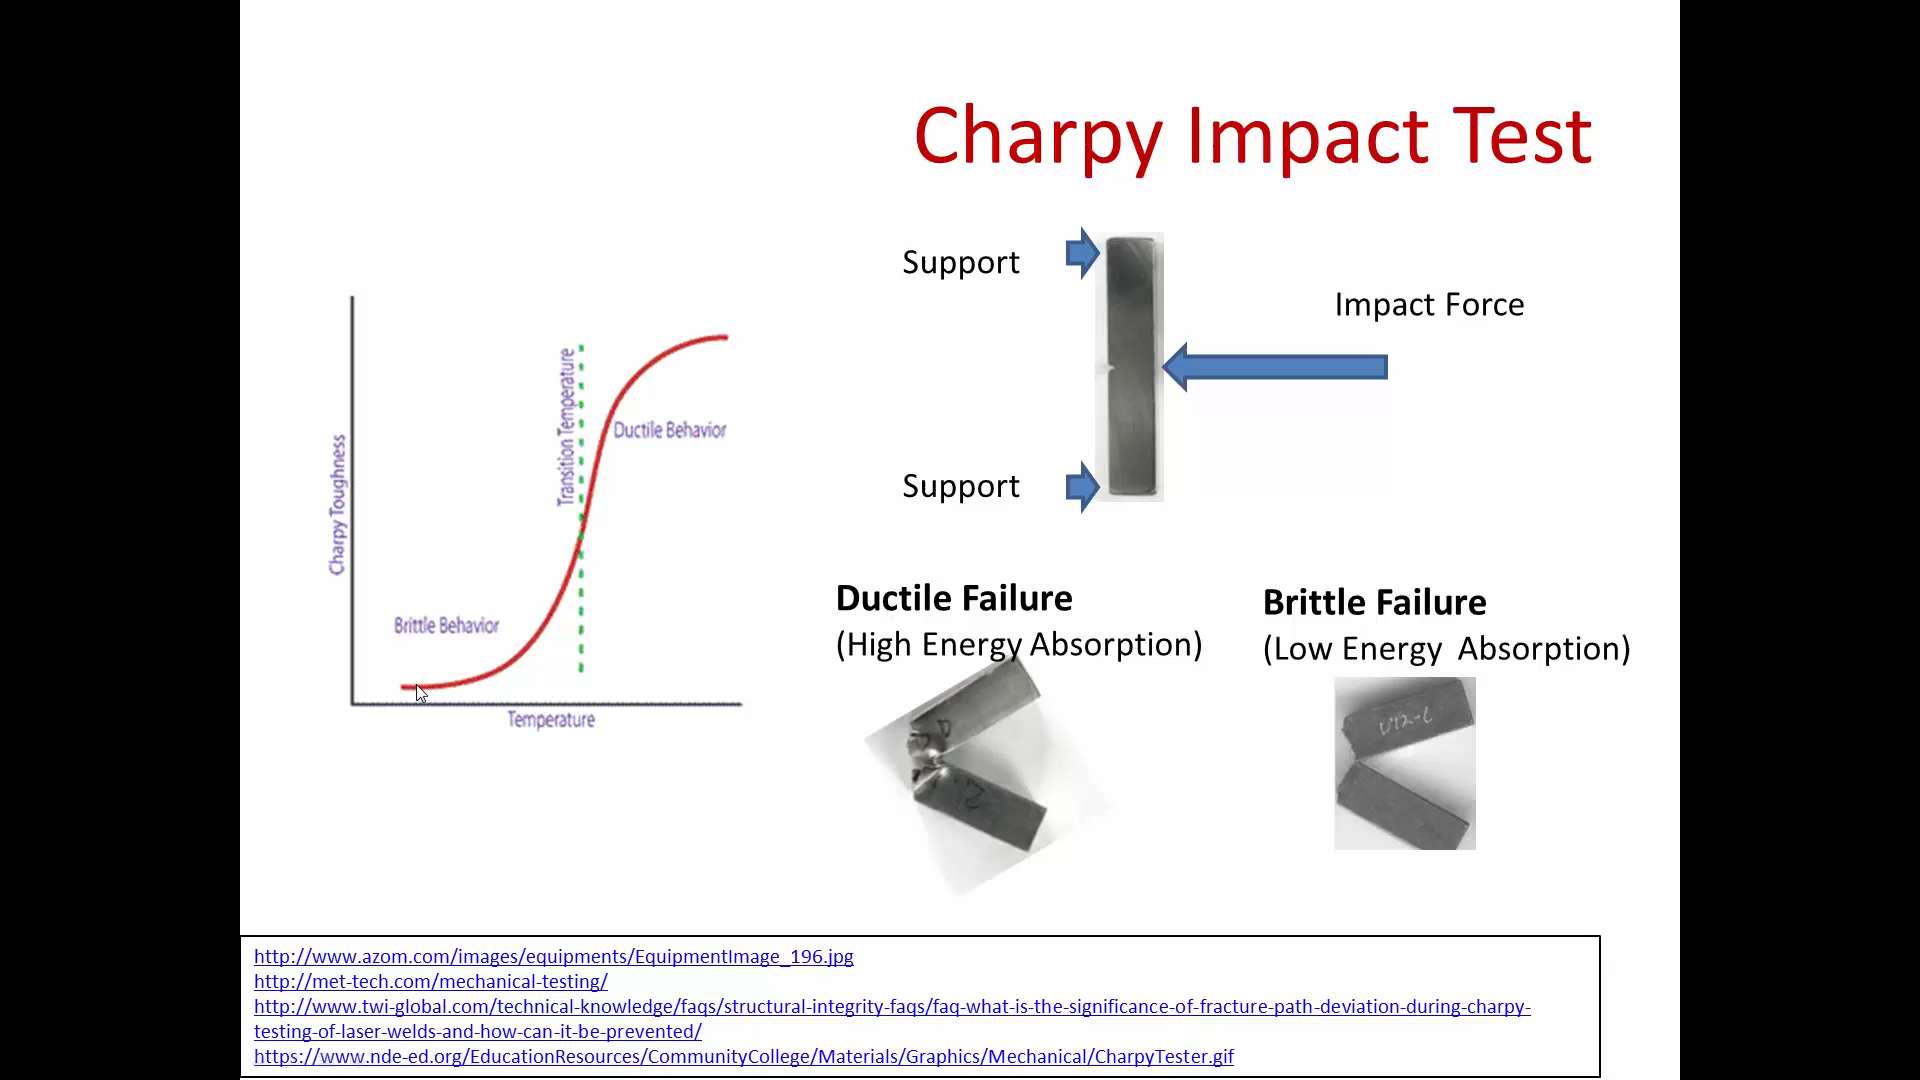 Charpy Impact Test
Support
Impact Force
Support
Charpy Toughness
Transition Temperature
Ductile Behavior
Brittle Behavior
Temperature
Ductile Failure
(High Energy Absorption)
Brittle Failure
(Low Energy Absorption)
U12-L
http://www.azom.com/images/equipments/EquipmentImage_196.jpg
http://met-tech.com/mechanical-testing/
http://www.twi-global.com/technical-knowledge/faqs/structural-integrity-faqs/faq-what-is-the-significance-of-fracture-path-deviation-during-charpy-
testing-of-laser-welds-and-how-can-it-be-prevented/
https://www.nde-ed.org/EducationResources/CommunityCollege/Materials/Graphics/Mechanical/CharpyTester.gif